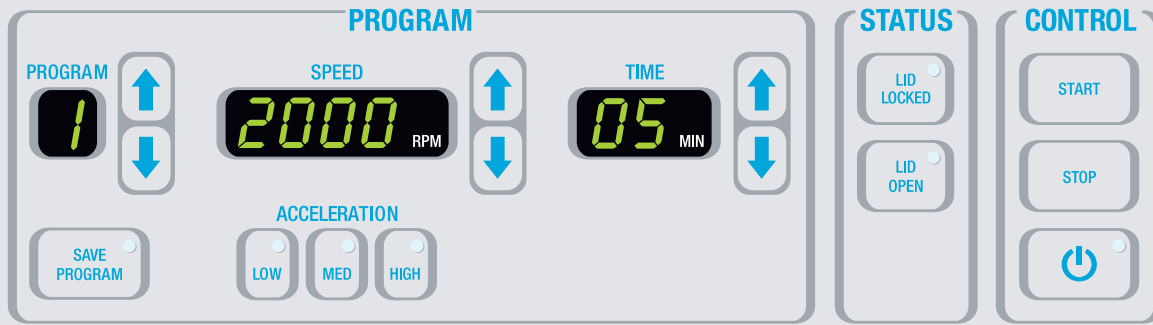 PROGRAM
STATUS
CONTROL
PROGRAM
SPEED
TIME
1
2000 RPM
05 MIN
LID
LOCKED
START
LID
OPEN
STOP
ACCELERATION
SAVE
PROGRAM
LOW
MED
HIGH